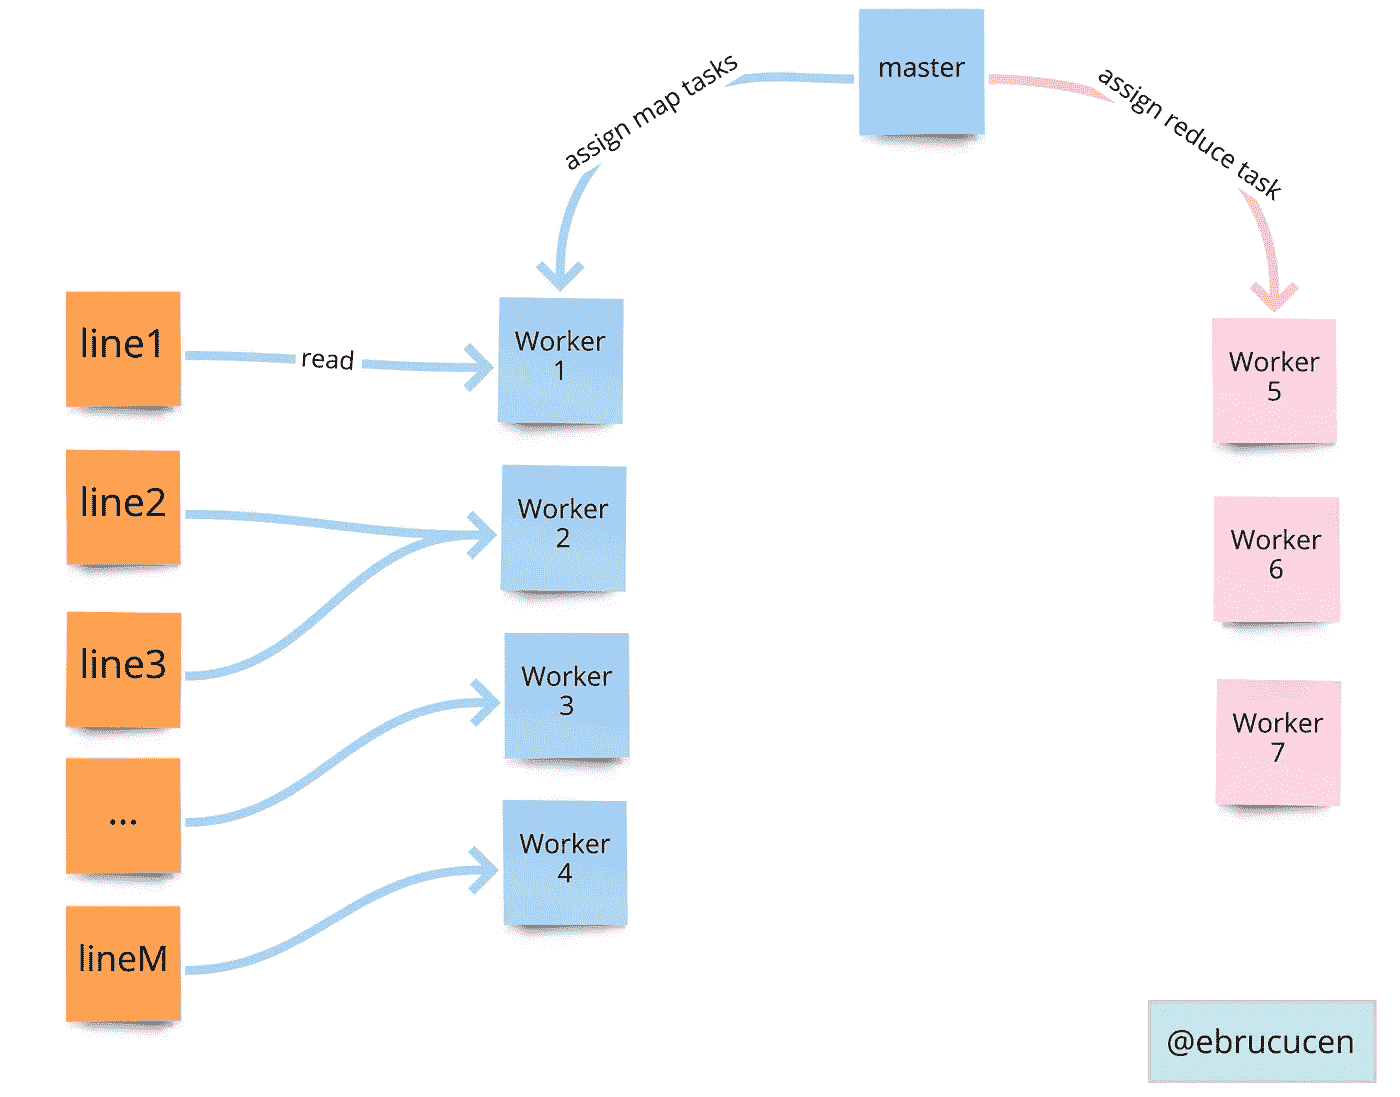 master
assign map tasks
assign reduce task
line1
read
Worker
1
Worker
5
line2
Worker
2
Worker
6
line3
Worker
3
Worker
7
...
Worker
4
lineM
@ebrucucen